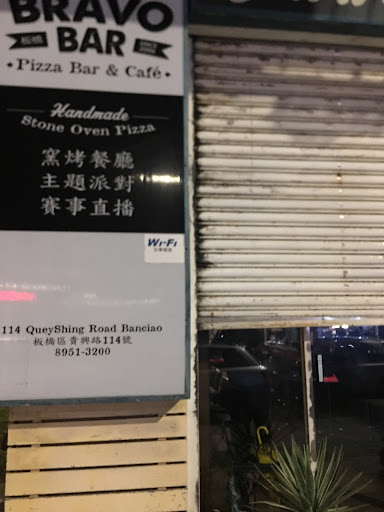 BRAVO
板橋 BAR
• Pizza Bar & Café •
Handmade
Stone Oven Pizza
窯烤餐廳
主題派對
賽事直播
Wi-Fi
114 QueyShing Road Banciao
板橋區貴興路114號
8951-3200